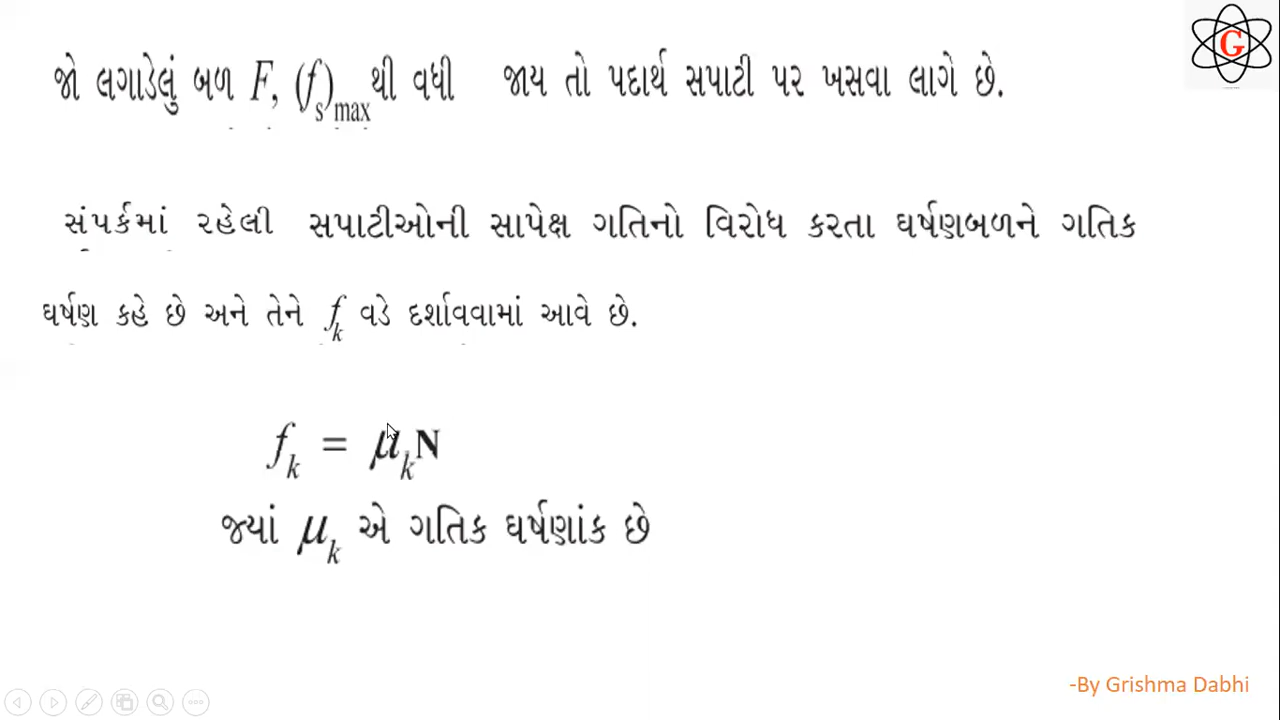 G
જો લગાડેલું બળ F, (fs)max થી વધી જાય તો પદાર્થ સપાટી પર ખસવા લાગે છે.
સંપર્કમાં રહેલી સપાટીઓની સાપેક્ષ ગતિનો વિરોધ કરતા ઘર્ષણબળને ગતિક
ઘર્ષણ કહે છે અને તેને fk વડે દર્શાવવામાં આવે છે.
fk = μkN
જ્યાં μk એ ગતિક ઘર્ષણાંક છે
-By Grishma Dabhi